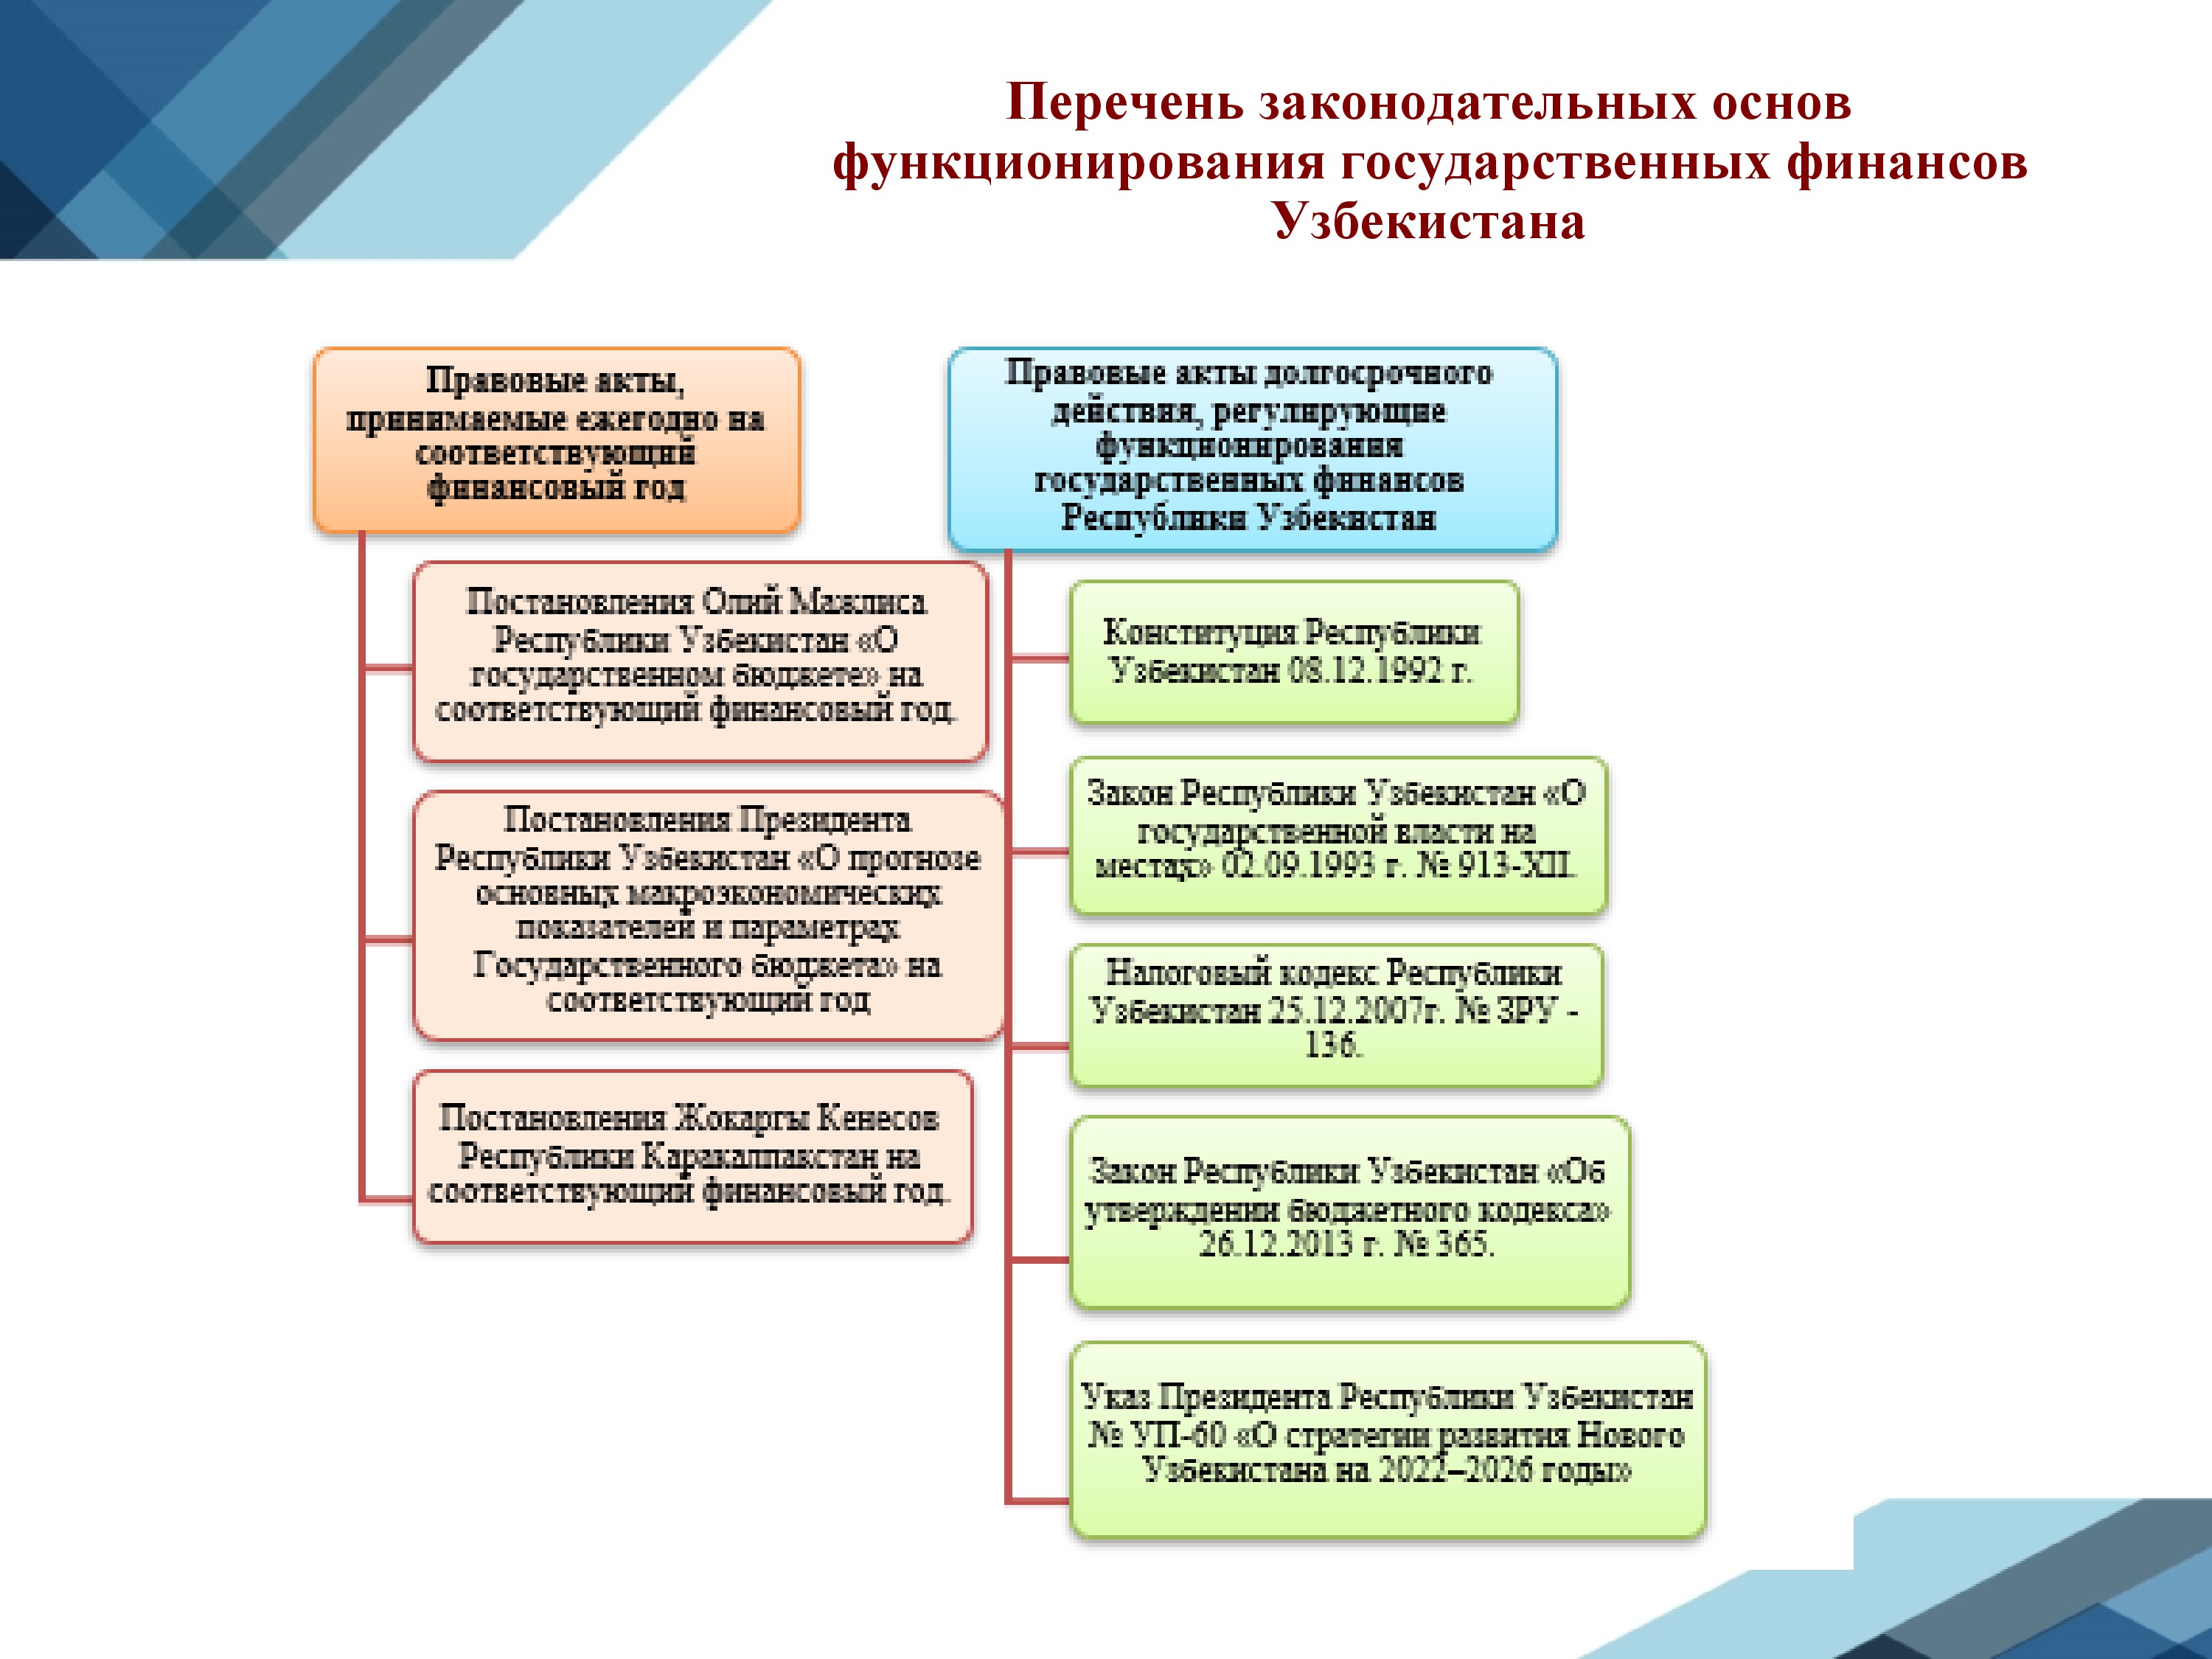 Перечень законодательных основ
функционирования государственных финансов
Узбекистана
Правовые акты,
принимаемые ежегодно на
соответствующий
финансовый год
Постановления Олий Мажлиса
Республики Узбекистан «О
государственном бюджете» на
соответствующий финансовый год.
Постановления Президента
Республики Узбекистан «О прогнозе
основных макроэкономических
показателей и параметрах
Государственного бюджета» на
соответствующий год
Постановления Жокаргы Кенесов
Республики Каракалпакстан на
соответствующий финансовый год.
Правовые акты долгосрочного
действия, регулирующие
функционирования
государственных финансов
Республики Узбекистан
Конституция Республики
Узбекистан 08.12.1992 г.
Закон Республики Узбекистан «О
государственной власти на
местах» 02.09.1993 г. № 913-XII.
Налоговый кодекс Республики
Узбекистан 25.12.2007г. № ЗРУ -
136.
Закон Республики Узбекистан «Об
утверждении бюджетного кодекса»
26.12.2013 г. № 365.
Указ Президента Республики Узбекистан
№ УП-60 «О стратегии развития Нового
Узбекистана на 2022–2026 годы»